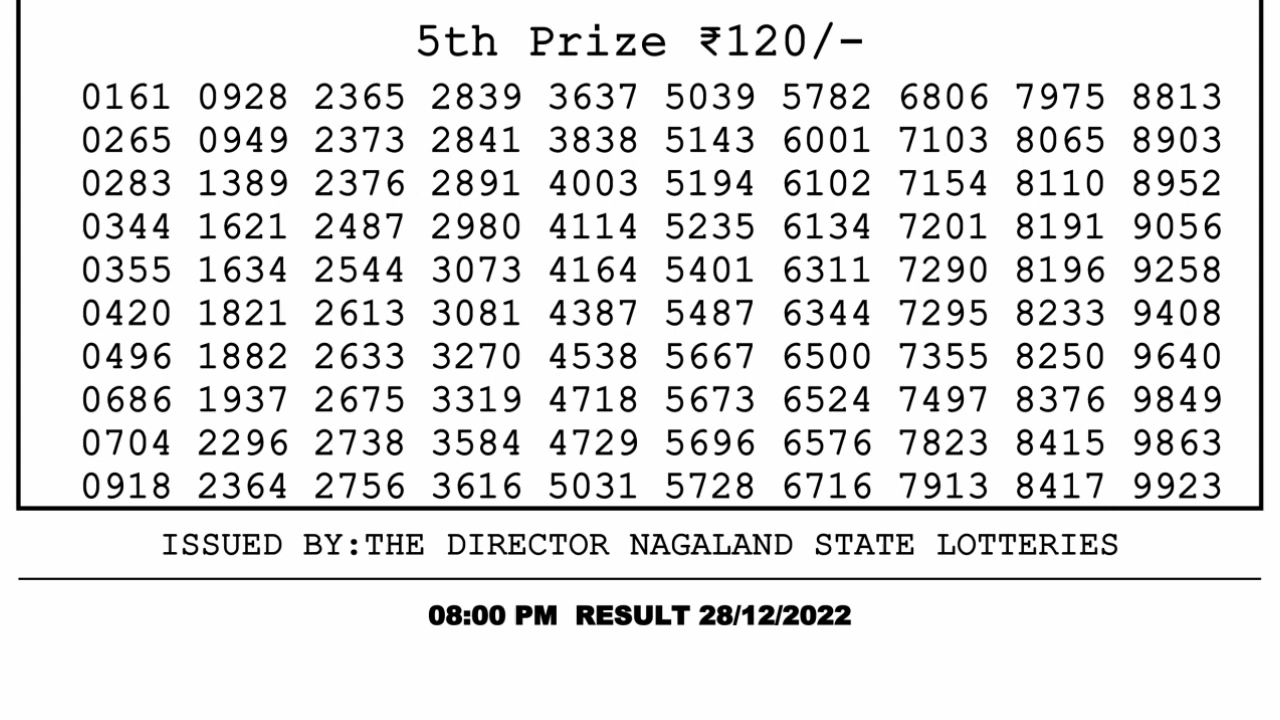 5th Prize ₹120/-
0161 0928 2365 2839 3637 5039 5782 6806 7975 8813
0265 0949 2373 2841 3838 5143 6001 7103 8065 8903
0283 1389 2376 2891 4003 5194 6102 7154 8110 8952
0344 1621 2487 2980 4114 5235 6134 7201 8191 9056
0355 1634 2544 3073 4164 5401 6311 7290 8196 9258
0420 1821 2613 3081 4387 5487 6344 7295 8233 9408
0496 1882 2633 3270 4538 5667 6500 7355 8250 9640
0686 1937 2675 3319 4718 5673 6524 7497 8376 9849
0704 2296 2738 3584 4729 5696 6576 7823 8415 9863
0918 2364 2756 3616 5031 5728 6716 7913 8417 9923
ISSUED BY:THE DIRECTOR NAGALAND STATE LOTTERIES
08:00 PM RESULT 28/12/2022